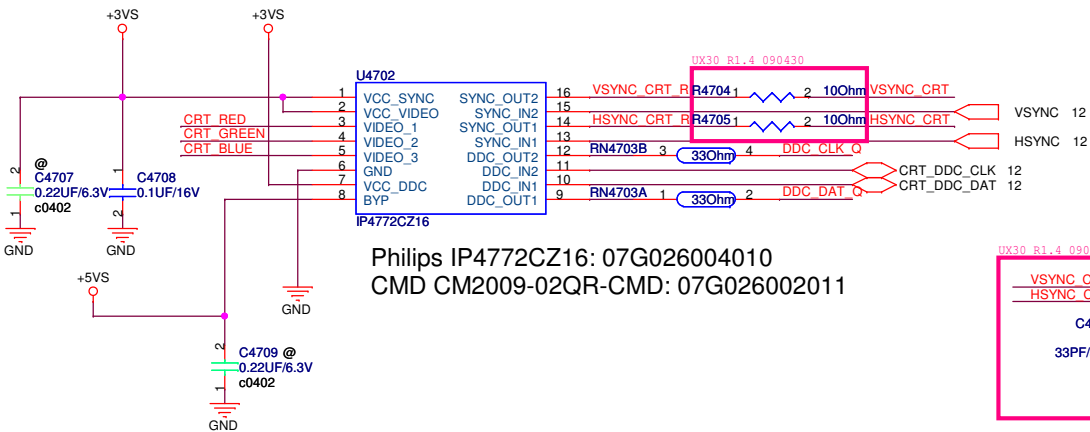 +3VS +3VS
UX30 R1.4 090430
U4702
1 VCC_SYNC SYNC_OUT2 16 VSYNC_CRT_R R4704 1 2 10Ohm VSYNC_CRT
2 VCC_VIDEO SYNC_IN2 15 VSYNC 12
CRT_RED 3 VIDEO_1 SYNC_OUT1 14 HSYNC_CRT_R R4705 1 2 10Ohm HSYNC_CRT
CRT_GREEN 4 VIDEO_2 SYNC_IN1 13 HSYNC 12
CRT_BLUE 5 VIDEO_3 DDC_OUT2 12 RN4703B 3 33Ohm 4 DDC_CLK_Q
6 GND DDC_IN2 11 CRT_DDC_CLK 12
7 VCC_DDC DDC_IN1 10 CRT_DDC_DAT 12
8 BYP DDC_OUT1 9 RN4703A 1 33Ohm 2 DDC_DAT_Q
IP4772CZ16
2 @ 1
C4707 C4708
0.22UF/6.3V 0.1UF/16V
1 c0402 2
GND GND
Philips IP4772CZ16: 07G026004010
CMD CM2009-02QR-CMD: 07G026002011
+5VS
GND
2 C4709 @
0.22UF/6.3V
1 c0402
GND
UX30 R1.4 090
VSYNC_C
HSYNC_C
C4
33PF/